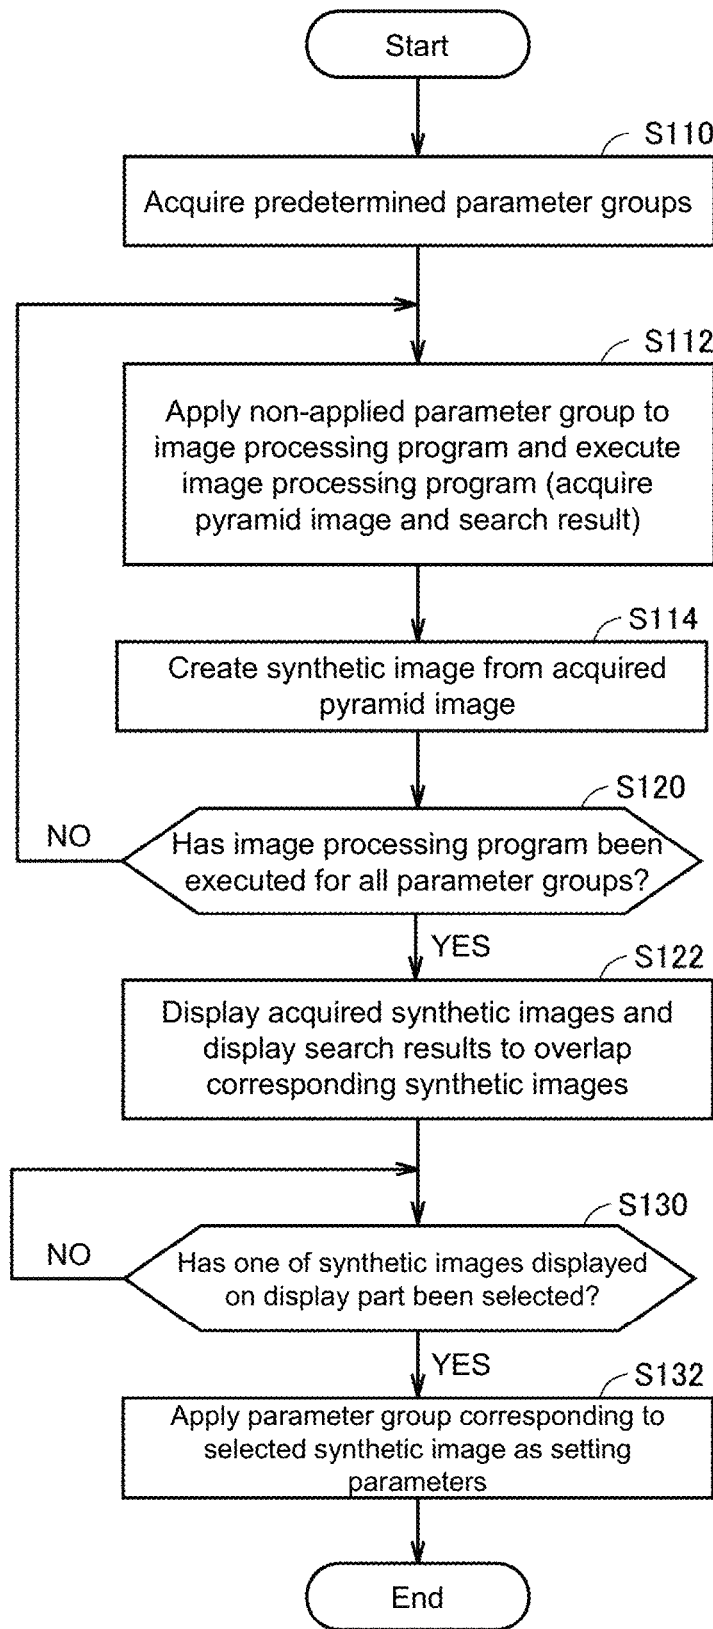 Start
S110
Acquire predetermined parameter groups
S112
Apply non-applied parameter group to
image processing program and execute
image processing program (acquire
pyramid image and search result)
S114
Create synthetic image from acquired
pyramid image
S120
NO
Has image processing program been
executed for all parameter groups?
YES
S122
Display acquired synthetic images and
display search results to overlap
corresponding synthetic images
S130
NO
Has one of synthetic images displayed
on display part been selected?
YES
S132
Apply parameter group corresponding to
selected synthetic image as setting
parameters
End